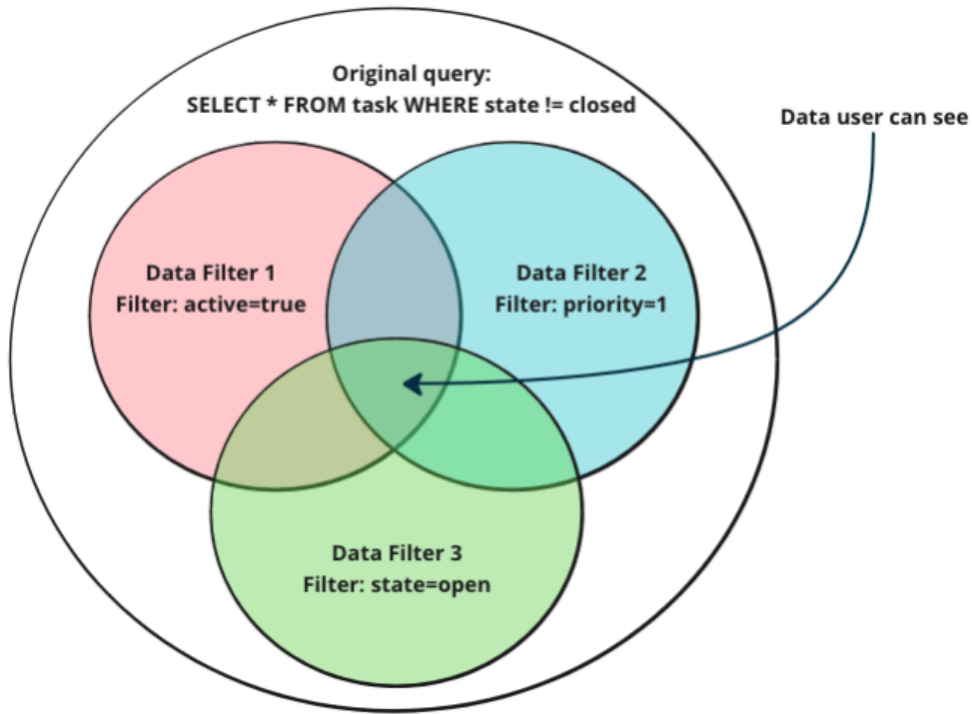 Original query:
SELECT * FROM task WHERE state != closed
Data user can see
Data Filter 1
Filter: active=true
Data Filter 2
Filter: priority=1
Data Filter 3
Filter: state=open